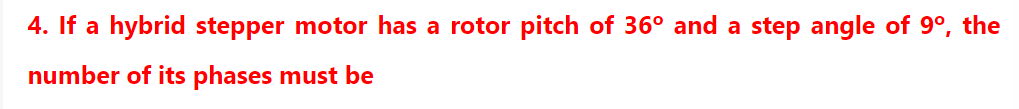 4. If a hybrid stepper motor has a rotor pitch of 36º and a step angle of 9º, the
number of its phases must be